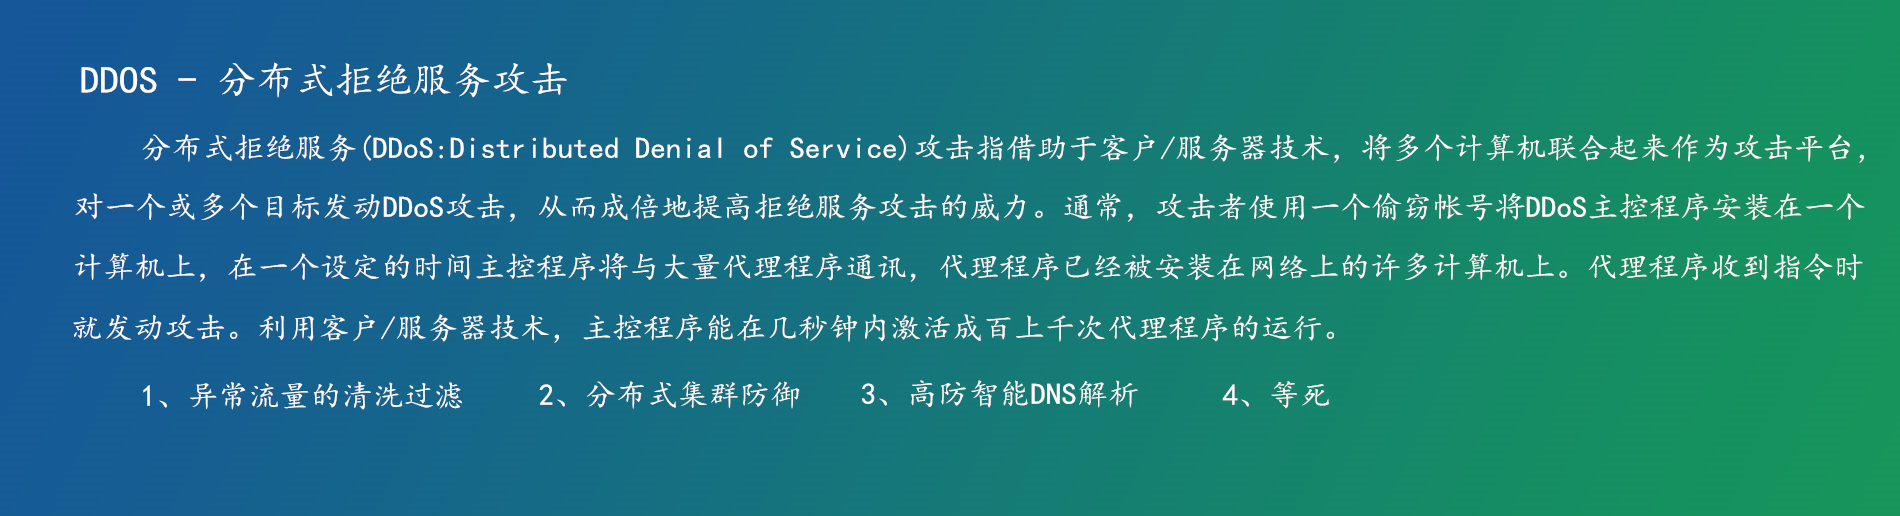 DDOS - 分布式拒绝服务攻击
分布式拒绝服务(DDoS:Distributed Denial of Service)攻击指借助于客户/服务器技术，将多个计算机联合起来作为攻击平台，
对一个或多个目标发动DDoS攻击，从而成倍地提高拒绝服务攻击的威力。通常，攻击者使用一个偷窃帐号将DDoS主控程序安装在一个
计算机上，在一个设定的时间主控程序将与大量代理程序通讯，代理程序已经被安装在网络上的许多计算机上。代理程序收到指令时
就发动攻击。利用客户/服务器技术，主控程序能在几秒钟内激活成百上千次代理程序的运行。
1、异常流量的清洗过滤 2、分布式集群防御 3、高防智能DNS解析 4、等死